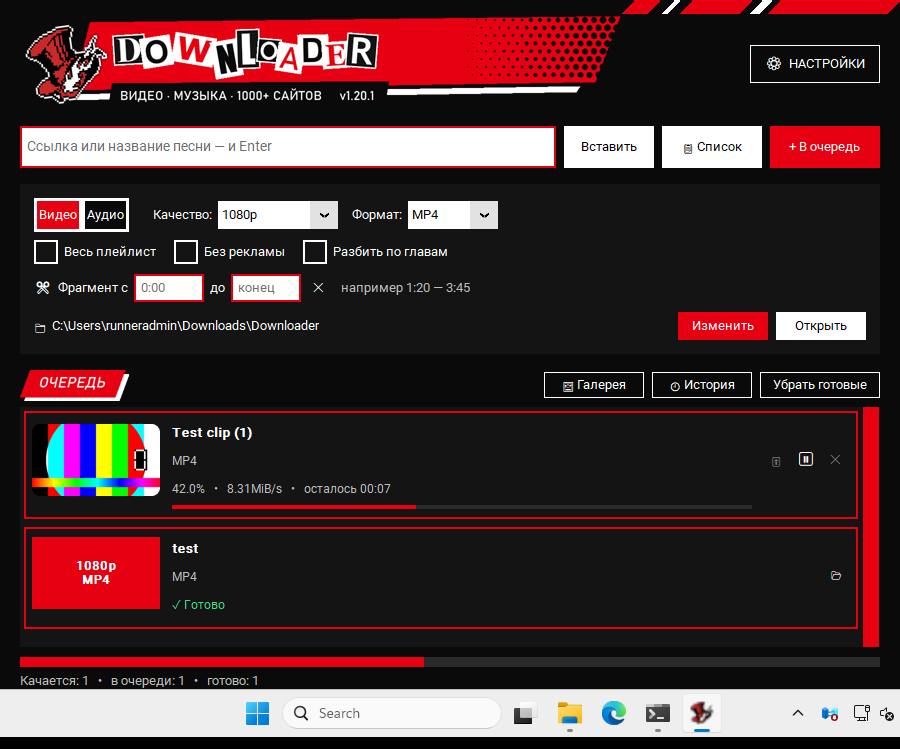 DOWNLOADER
ВИДЕО · МУЗЫКА · 1000+ САЙТОВ v1.20.1
НАСТРОЙКИ
Ссылка или название песни — и Enter
Вставить
Список
+ В очередь
Видео Аудио Качество: 1080p Формат: MP4
Весь плейлист Без рекламы Разбить по главам
Фрагмент с 0:00 до конец например 1:20 — 3:45
C:\Users\runneradmin\Downloads\Downloader
Изменить
Открыть
ОЧЕРЕДЬ
Галерея
История
Убрать готовые
Test clip (1)
MP4
42.0% • 8.31MiB/s • осталось 00:07
1080p
MP4
test
MP4
✓ Готово
Качается: 1 • в очереди: 1 • готово: 1
Search